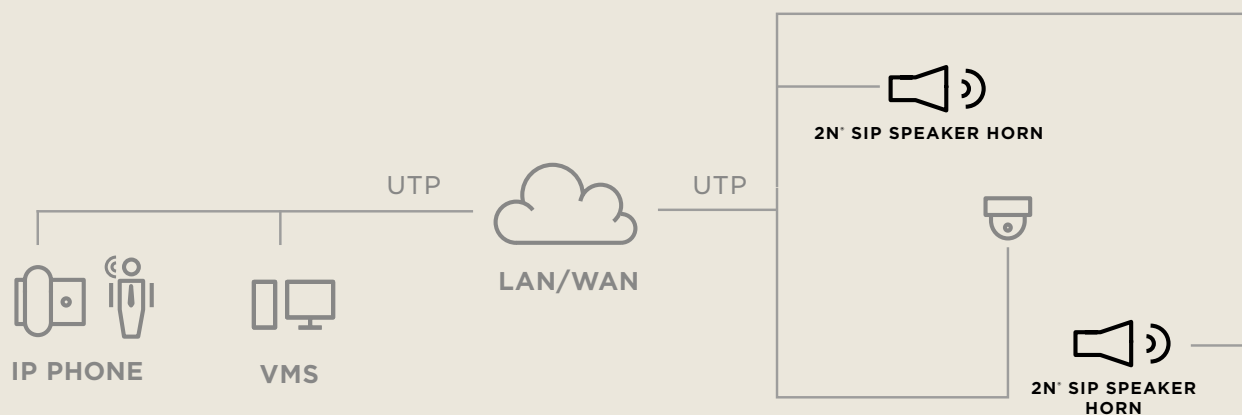 2N® SIP SPEAKER HORN
UTP
UTP
LAN/WAN
IP PHONE
VMS
2N® SIP SPEAKER
HORN